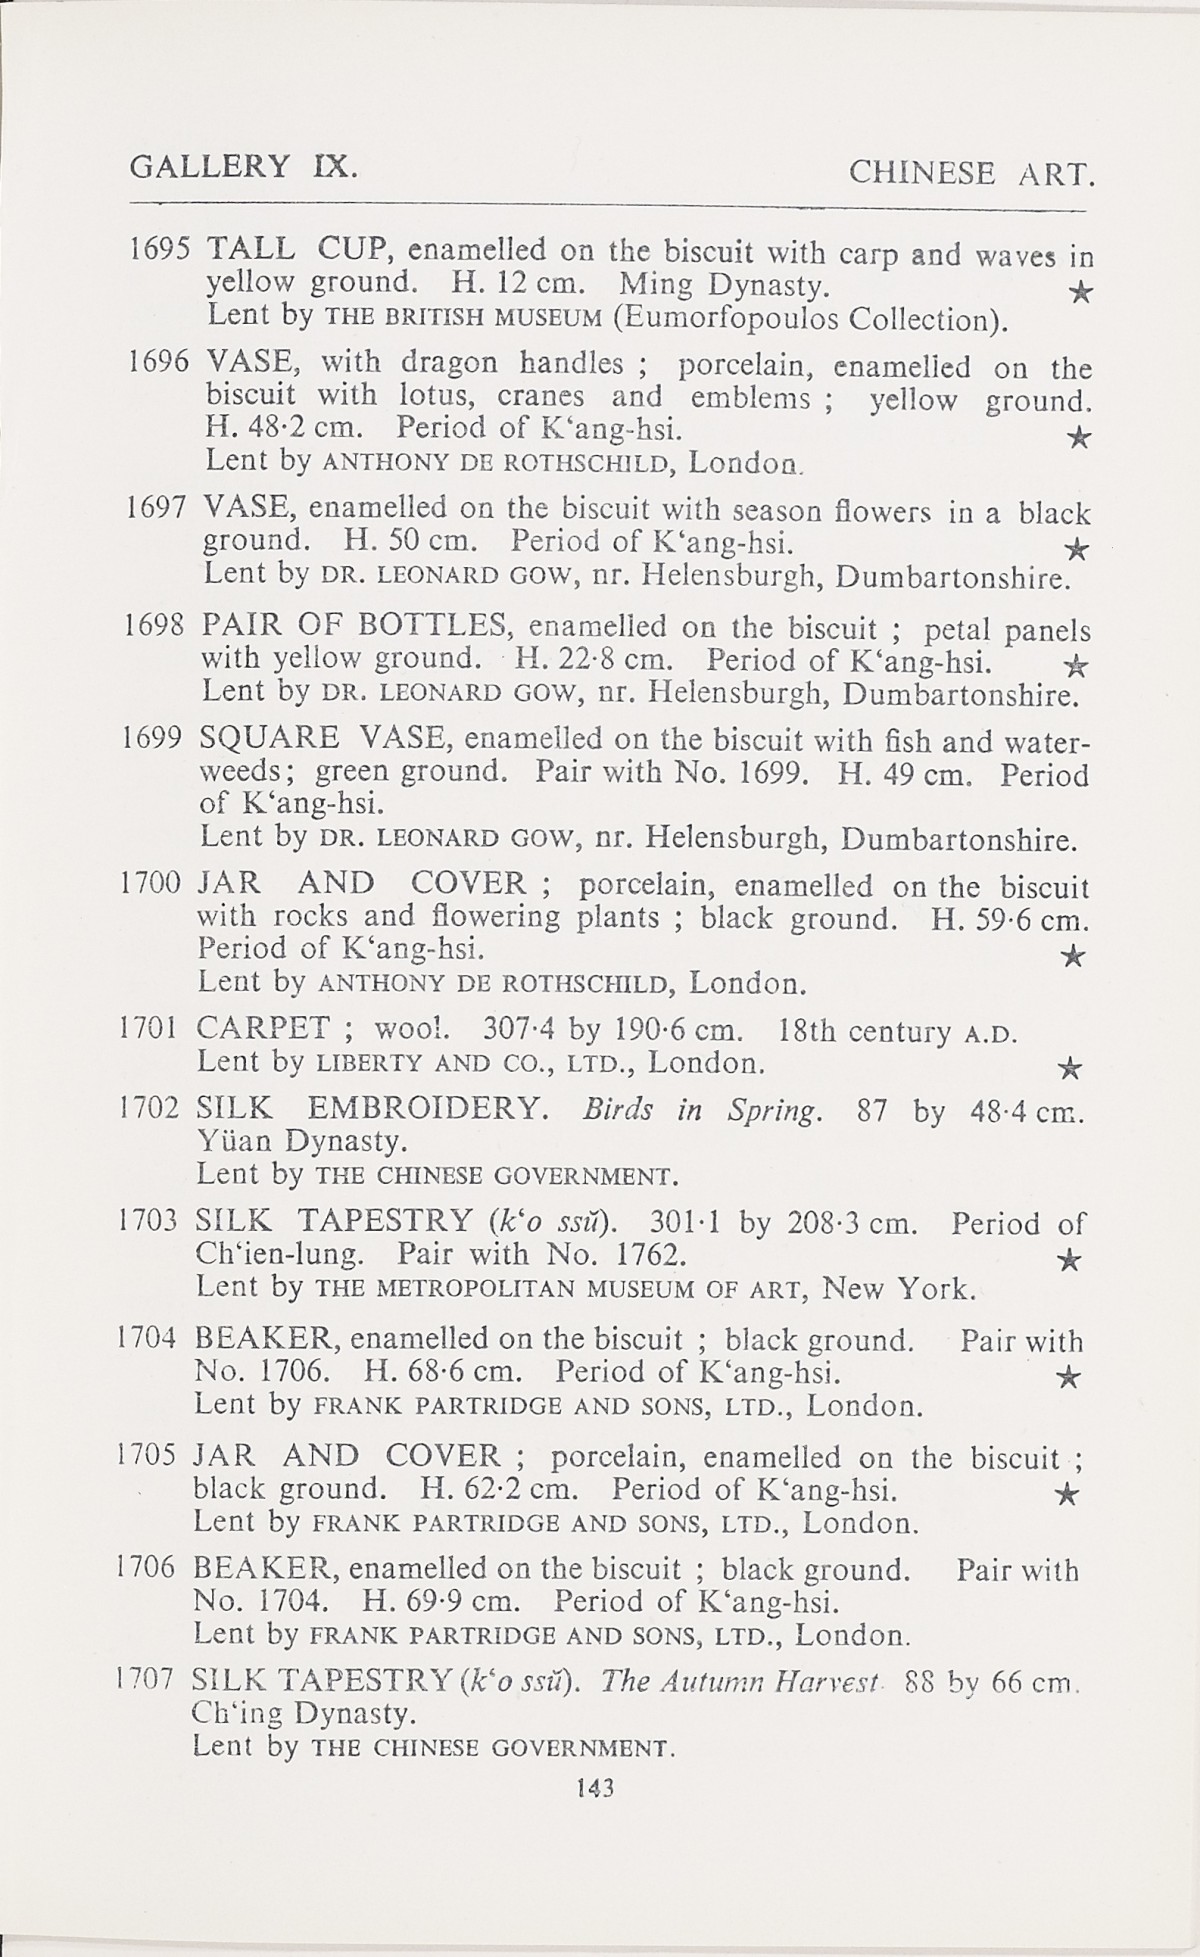 GALLERY IX. CHINESE ART.
1695 TALL CUP, enamelled on the biscuit with carp and waves in
yellow ground. H. 12 cm. Ming Dynasty. ★
Lent by THE BRITISH MUSEUM (Eumorfopoulos Collection).
1696 VASE, with dragon handles ; porcelain, enamelled on the
biscuit with lotus, cranes and emblems ; yellow ground.
H. 48·2 cm. Period of K‘ang-hsi. ★
Lent by ANTHONY DE ROTHSCHILD, London.
1697 VASE, enamelled on the biscuit with season flowers in a black
ground. H. 50 cm. Period of K‘ang-hsi. ★
Lent by DR. LEONARD GOW, nr. Helensburgh, Dumbartonshire.
1698 PAIR OF BOTTLES, enamelled on the biscuit ; petal panels
with yellow ground. H. 22·8 cm. Period of K‘ang-hsi. ★
Lent by DR. LEONARD GOW, nr. Helensburgh, Dumbartonshire.
1699 SQUARE VASE, enamelled on the biscuit with fish and water-
weeds; green ground. Pair with No. 1699. H. 49 cm. Period
of K‘ang-hsi.
Lent by DR. LEONARD GOW, nr. Helensburgh, Dumbartonshire.
1700 JAR AND COVER ; porcelain, enamelled on the biscuit
with rocks and flowering plants ; black ground. H. 59·6 cm.
Period of K‘ang-hsi. ★
Lent by ANTHONY DE ROTHSCHILD, London.
1701 CARPET ; wool. 307·4 by 190·6 cm. 18th century A.D.
Lent by LIBERTY AND CO., LTD., London. ★
1702 SILK EMBROIDERY. Birds in Spring. 87 by 48·4 cm.
Yüan Dynasty.
Lent by THE CHINESE GOVERNMENT.
1703 SILK TAPESTRY (k‘o ssŭ). 301·1 by 208·3 cm. Period of
Ch‘ien-lung. Pair with No. 1762. ★
Lent by THE METROPOLITAN MUSEUM OF ART, New York.
1704 BEAKER, enamelled on the biscuit ; black ground. Pair with
No. 1706. H. 68·6 cm. Period of K‘ang-hsi. ★
Lent by FRANK PARTRIDGE AND SONS, LTD., London.
1705 JAR AND COVER ; porcelain, enamelled on the biscuit ;
black ground. H. 62·2 cm. Period of K‘ang-hsi. ★
Lent by FRANK PARTRIDGE AND SONS, LTD., London.
1706 BEAKER, enamelled on the biscuit ; black ground. Pair with
No. 1704. H. 69·9 cm. Period of K‘ang-hsi.
Lent by FRANK PARTRIDGE AND SONS, LTD., London.
1707 SILK TAPESTRY (k‘o ssŭ). The Autumn Harvest. 88 by 66 cm.
Ch‘ing Dynasty.
Lent by THE CHINESE GOVERNMENT.
143